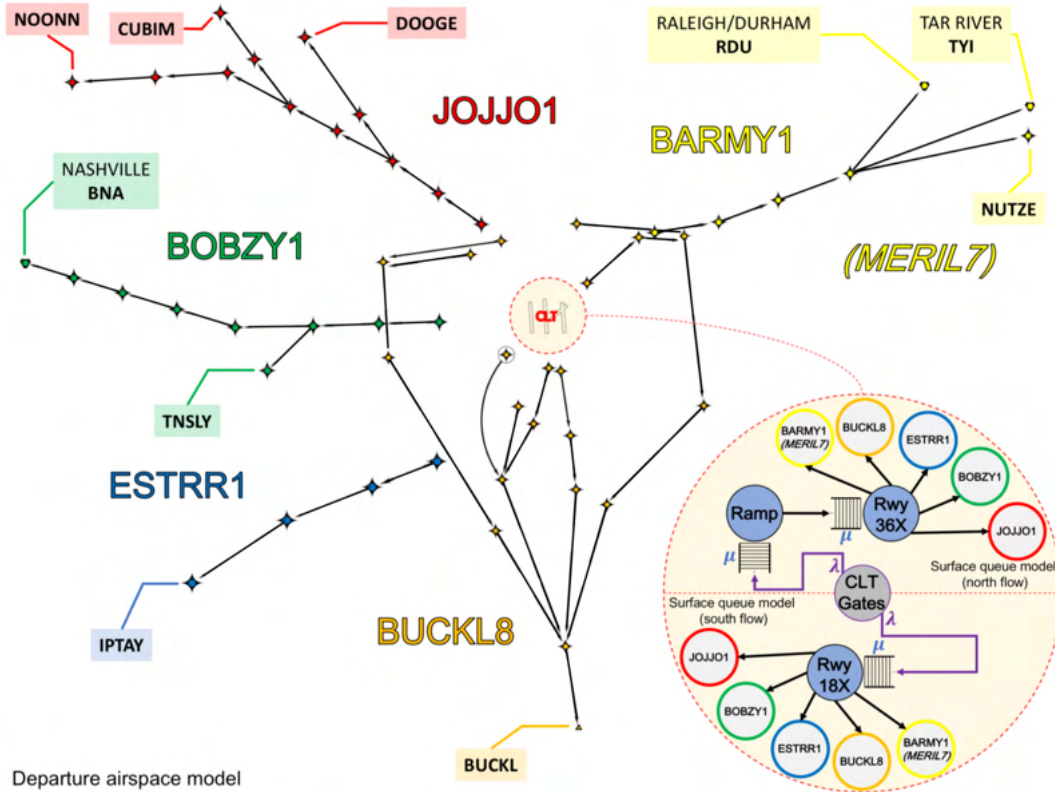 NOONN
CUBIM
DOOGE
JOJJO1
RALEIGH/DURHAM
RDU
TAR RIVER
TYI
BARMY1
NUTZE
(MERIL7)
NASHVILLE
BNA
BOBZY1
TNSLY
CLT
ESTRR1
IPTAY
BUCKL8
BUCKL
BARMY1
(MERIL7)
BUCKL8
ESTRR1
BOBZY1
JOJJO1
Ramp
Rwy
36X
μ
μ
λ
Surface queue model
(north flow)
CLT
Gates
Surface queue model
(south flow)
λ
μ
Rwy
18X
JOJJO1
BOBZY1
ESTRR1
BUCKL8
BARMY1
(MERIL7)
Departure airspace model